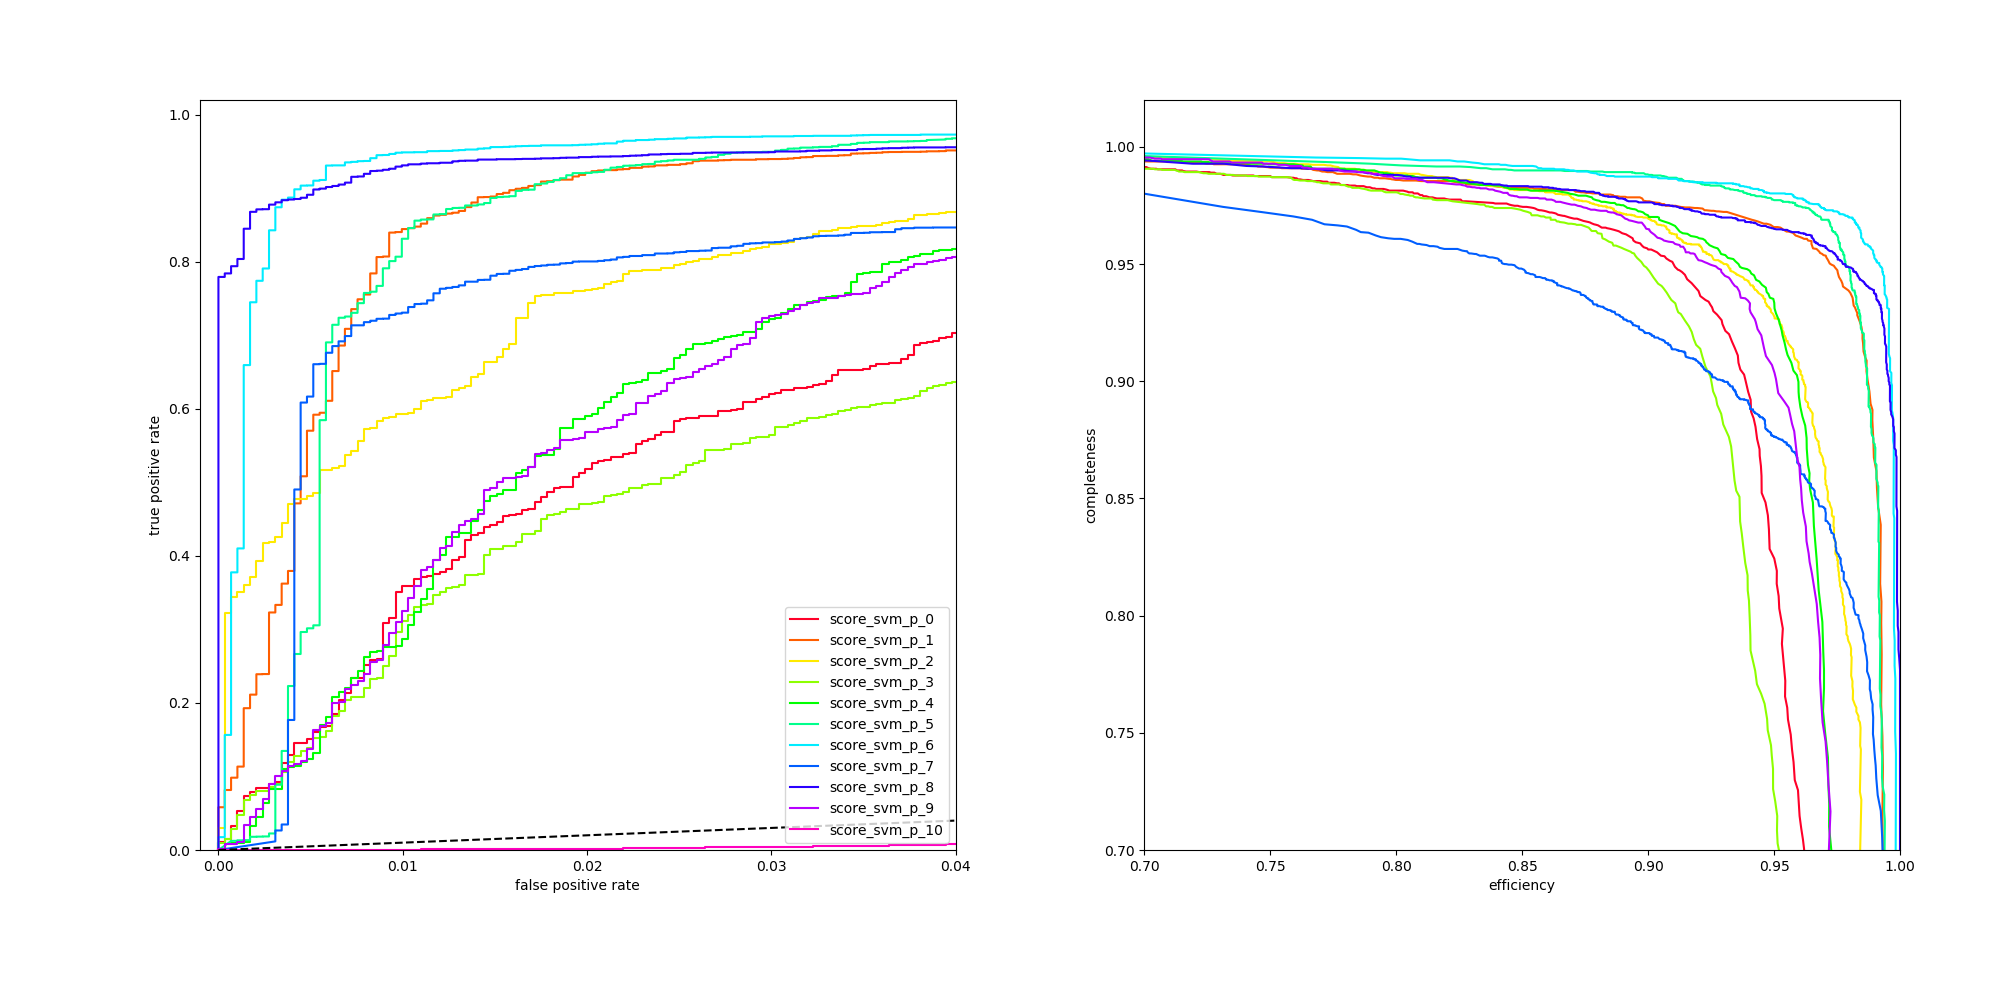 1.0
0.8
0.6
0.4
0.2
0.0
true positive rate
0.00 0.01 0.02 0.03 0.04
false positive rate
score_svm_p_0
score_svm_p_1
score_svm_p_2
score_svm_p_3
score_svm_p_4
score_svm_p_5
score_svm_p_6
score_svm_p_7
score_svm_p_8
score_svm_p_9
score_svm_p_10
1.00
0.95
0.90
0.85
0.80
0.75
0.70
completeness
0.70 0.75 0.80 0.85 0.90 0.95 1.00
efficiency